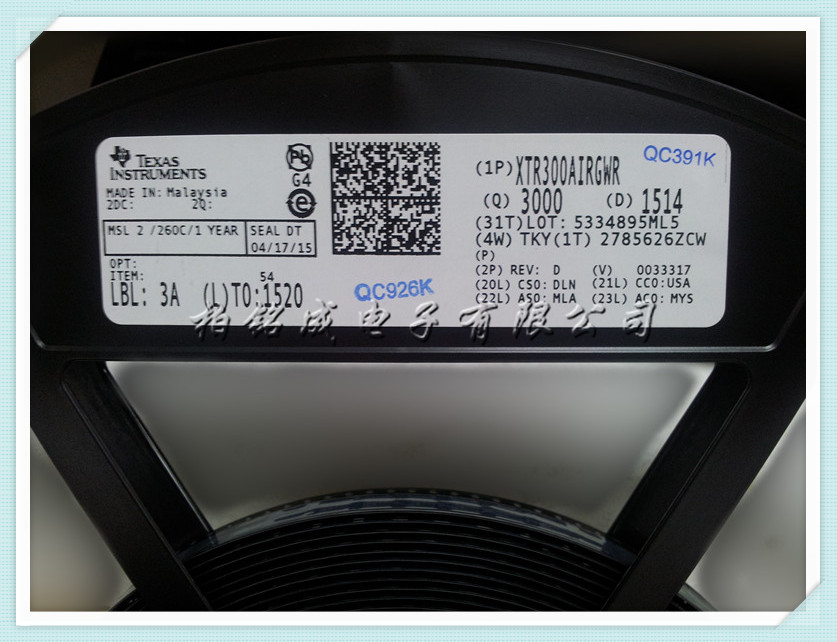 TEXAS
INSTRUMENTS
MADE IN: Malaysia
2DC: 2Q:
MSL 2 /260C/1 YEAR
SEAL DT
04/17/15
OPT:
ITEM: 54
LBL: 3A (L)TO:1520
Pb
G4
e
QC926K
(1P)XTR300AIRGWR
QC391K
(Q) 3000 (D) 1514
(31T)LOT: 5334895ML5
(4W) TKY(1T) 2785626ZCW
(P)
(2P) REV: D (V) 0033317
(20L) CSO: DLN (21L) CCO:USA
(22L) ASO: MLA (23L) ACO: MYS
柏铭威电子有限公司